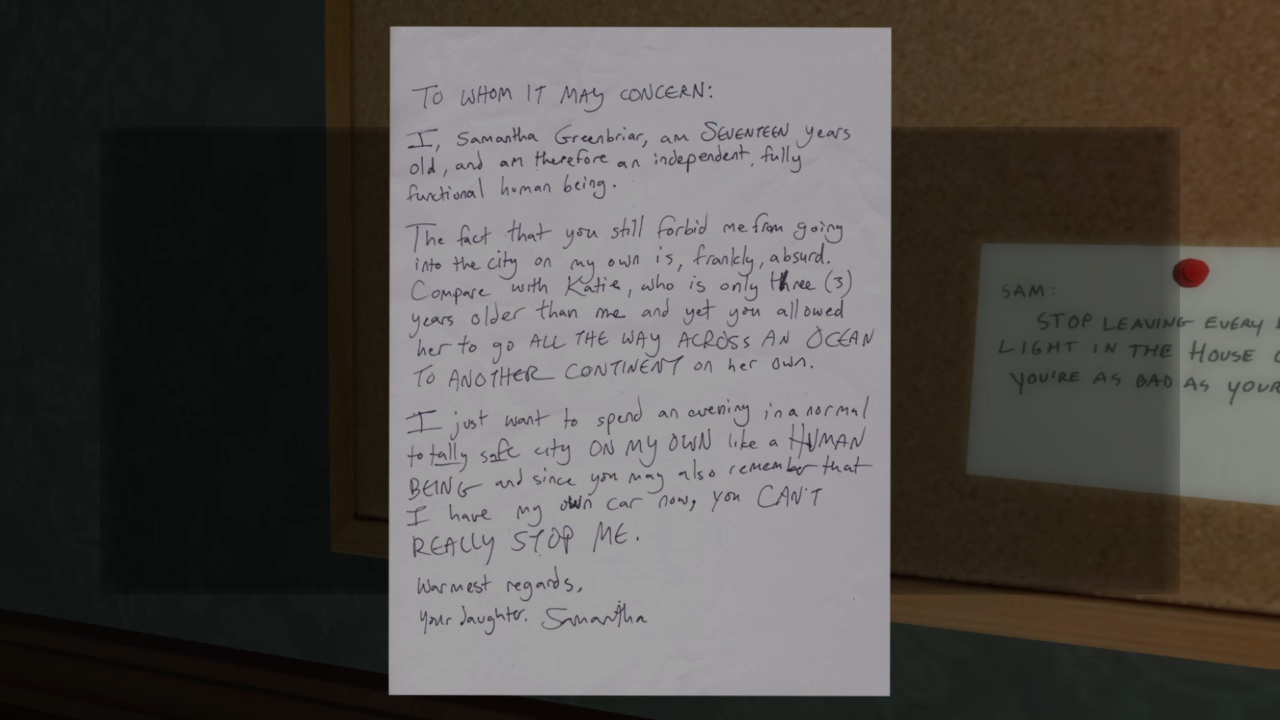 TO WHOM IT MAY CONCERN:
I, Samantha Greenbriar, am SEVENTEEN years
old, and am therefore an independent, fully
functional human being.
The fact that you still forbid me from going
into the city on my own is, frankly, absurd.
Compare with Katie, who is only three (3)
years older than me and yet you allowed
her to go ALL THE WAY ACROSS AN OCEAN
TO ANOTHER CONTINENT on her own.
I just want to spend an evening in a normal
totally safe city ON MY OWN like a HUMAN
BEING and since you may also remember that
I have my own car now, you CAN'T
REALLY STOP ME.
Warmest regards,
Your daughter. Samantha
SAM:
STOP LEAVING EVERY
LIGHT IN THE HOUSE
YOU'RE AS BAD AS YOUR